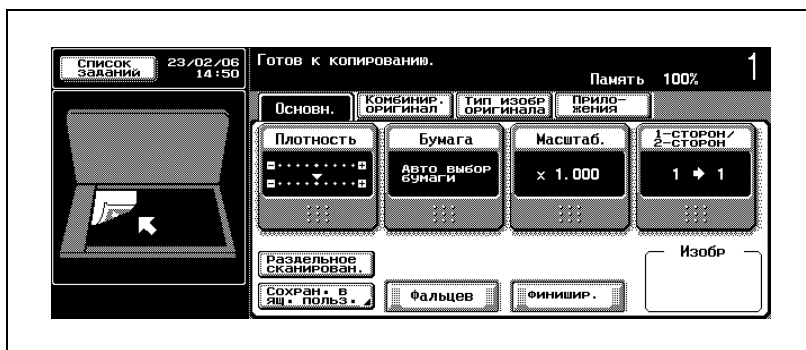 Список
заданий
23/02/06
14:50
Готов к копированию.
Память 100%
1
Основн.
Комбинир.
оригинал
Тип изобр
оригинала
Прило-
жения
Плотность
Бумага
Авто выбор
бумаги
Масштаб.
× 1.000
1-сторон/
2-сторон
1 → 1
Раздельное
сканирован.
Сохран. в
ящ. польз.
Фальцев
Финишир.
Изобр